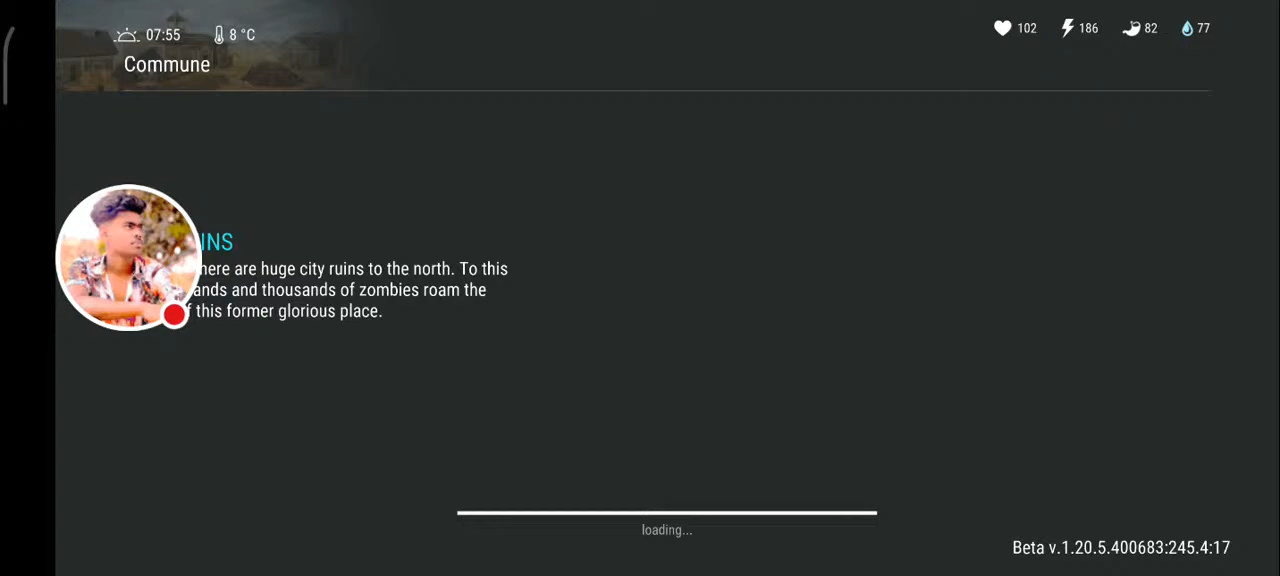 07:55 8 °C 102 186 82 77
Commune
INS
here are huge city ruins to the north. To this
ands and thousands of zombies roam the
this former glorious place.
loading...
Beta v.1.20.5.400683:245.4:17